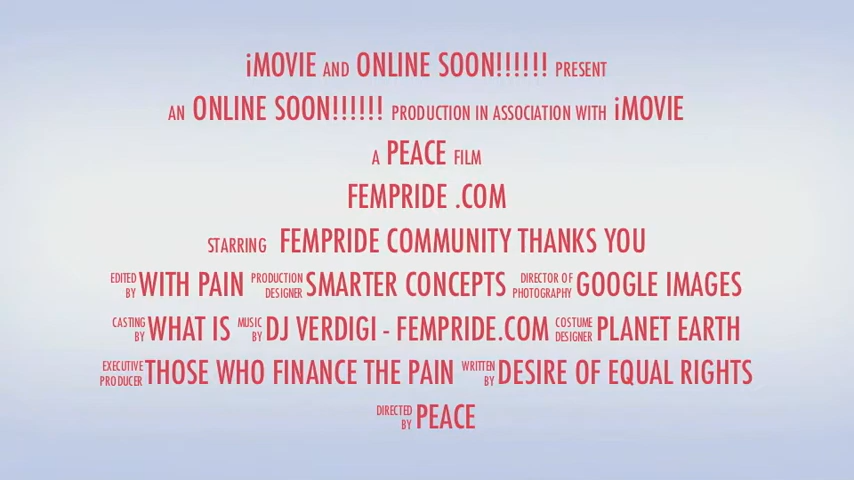 iMOVIE AND ONLINE SOON!!!!!! PRESENT
AN ONLINE SOON!!!!!! PRODUCTION IN ASSOCIATION WITH iMOVIE
A PEACE FILM
FEMPRIDE .COM
STARRING FEMPRIDE COMMUNITY THANKS YOU
EDITED BY WITH PAIN PRODUCTION DESIGNER SMARTER CONCEPTS DIRECTOR OF PHOTOGRAPHY GOOGLE IMAGES
CASTING BY WHAT IS MUSIC BY DJ VERDIGI - FEMPRIDE.COM COSTUME DESIGNER PLANET EARTH
EXECUTIVE PRODUCER THOSE WHO FINANCE THE PAIN WRITTEN BY DESIRE OF EQUAL RIGHTS
DIRECTED BY PEACE